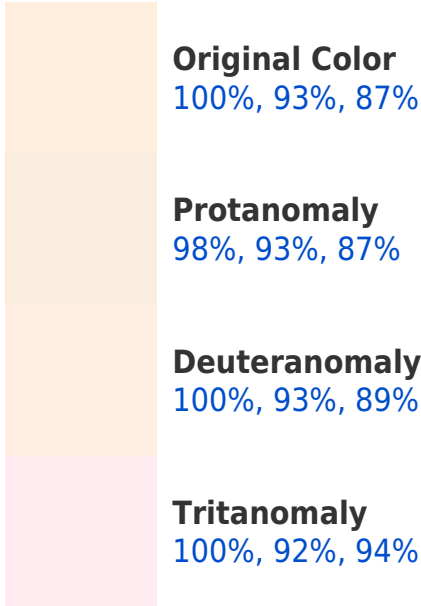 Original Color
100%, 93%, 87%
Protanomaly
98%, 93%, 87%
Deuteranomaly
100%, 93%, 89%
Tritanomaly
100%, 92%, 94%